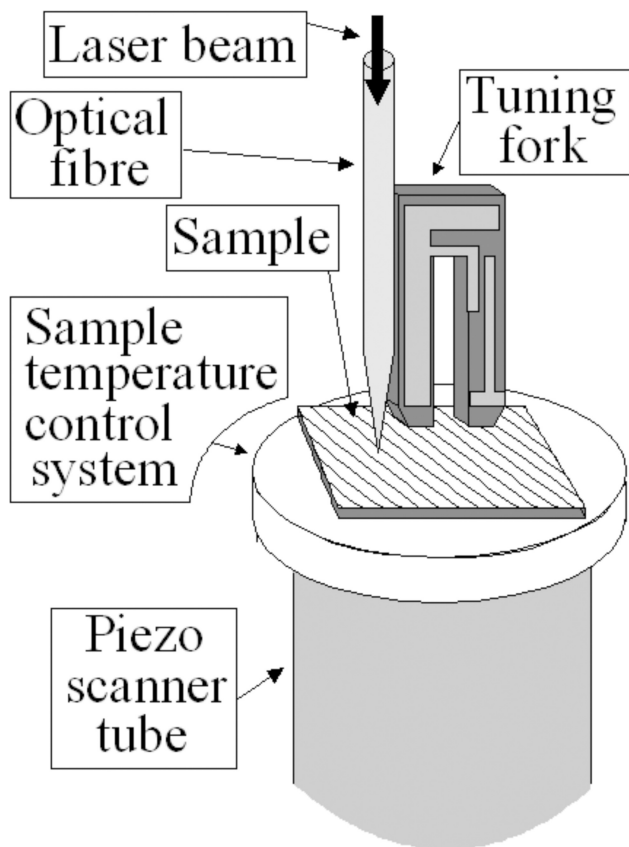 Laser beam
Optical
fibre
Tuning
fork
Sample
Sample
temperature
control
system
Piezo
scanner
tube